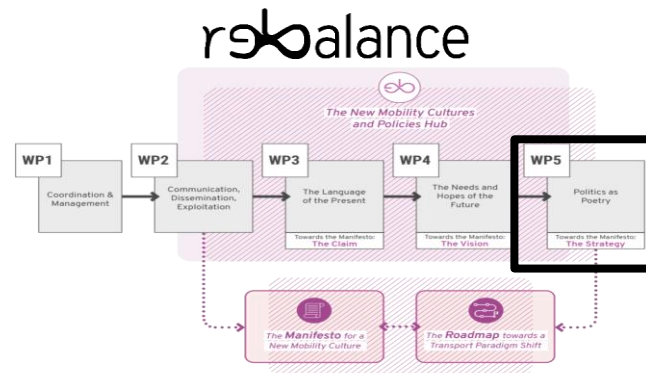 rebalance
The New Mobility Cultures
and Policies Hub
WP1
Coordination &
Management
WP2
Communication,
Dissemination,
Exploitation
WP3
The Language
of the Present
Towards the Manifesto:
The Claim
WP4
The Needs and
Hopes of the
Future
Towards the Manifesto:
The Vision
WP5
Politics as
Poetry
Towards the Manifesto:
The Strategy
The Manifesto for a
New Mobility Culture
The Roadmap towards a
Transport Paradigm Shift